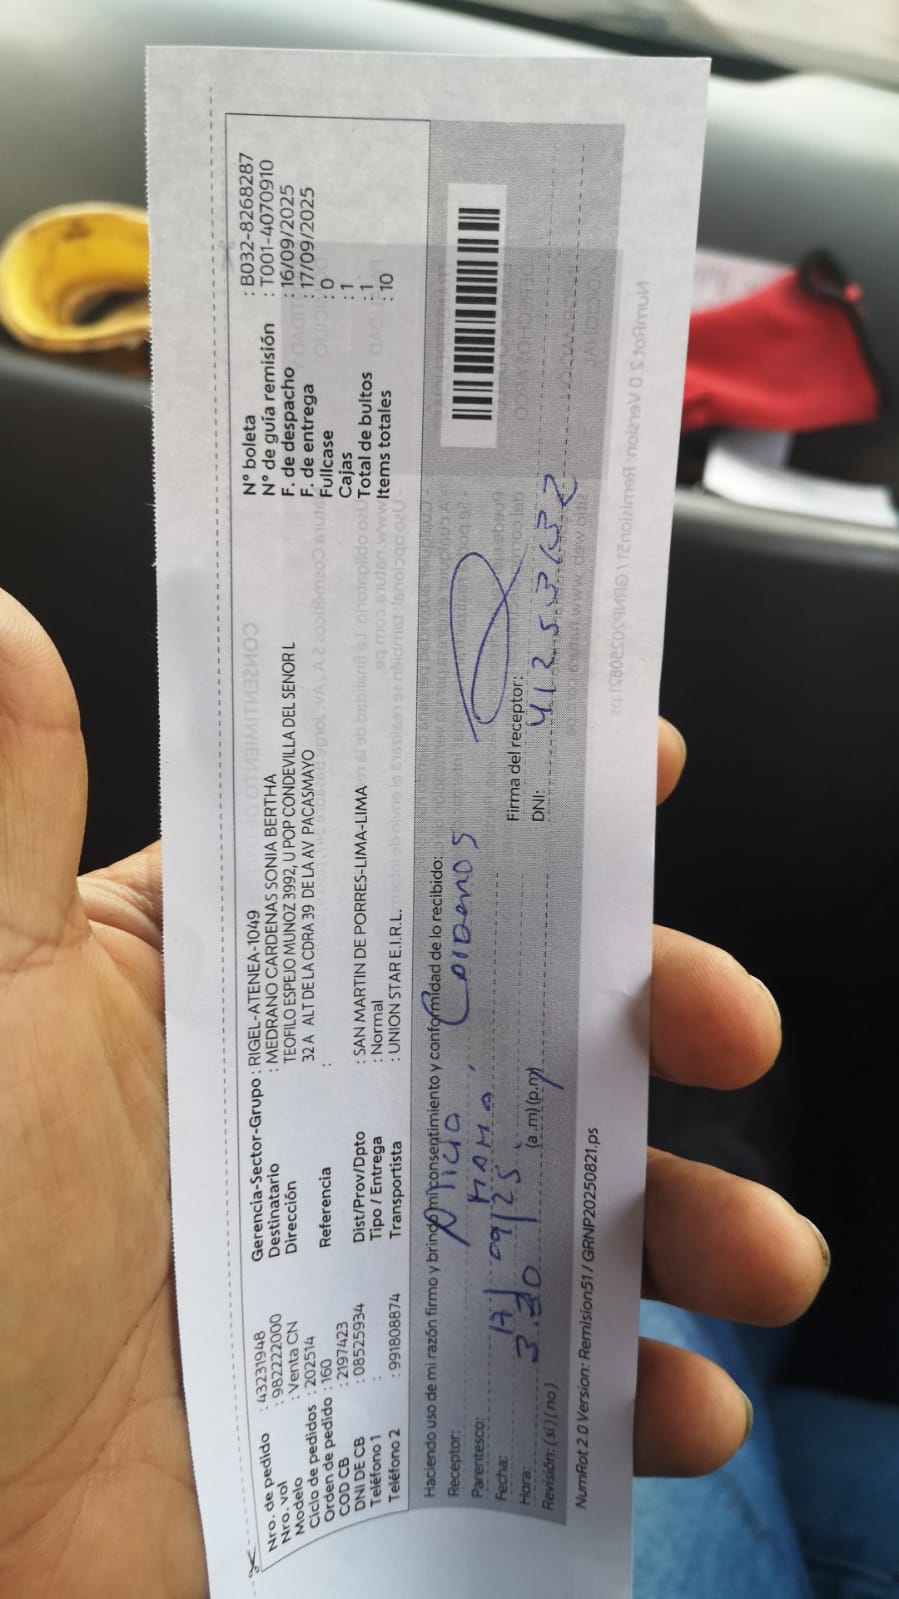 Nro. de pedido : 43231948
Nro. vol : 982222000
Modelo : Venta CN
Ciclo de pedidos : 202514
Orden de pedido : 160
COD CB : 2197423
DNI DE CB : 08525934
Teléfono 1 :
Teléfono 2 : 991808874
Gerencia-Sector-Grupo : RIGEL-ATENEA-1049
Destinatario : MEDRANO CARDENAS SONIA BERTHA
Dirección TEOFILO ESPEJO MUNOZ 3992, U POP CONDEVILLA DEL SENOR L
32 A ALT DE LA CDRA 39 DE LA AV PACASMAYO
Referencia :
Dist/Prov/Dpto : SAN MARTIN DE PORRES-LIMA-LIMA
Tipo / Entrega : Normal
Transportista : UNION STAR E.I.R.L.
N° boleta : B032-8268287
N° de guía remisión : T001-4070910
F. de despacho : 16/09/2025
F. de entrega : 17/09/2025
Fullcase : 0
Cajas : 1
Total de bultos : 1
Items totales : 10
Haciendo uso de mi razón firmo y brindo mi consentimiento y conformidad de lo recibido:
Receptor:
Parentesco: MAMA.
Fecha: 17/09/25.
Hora: 3.30 (a.m) (p.m)
Revisión: (si) (no)
Firma del receptor:
DNI:
NumRot 2.0 Version: Remision51 / GRNP20250821.ps